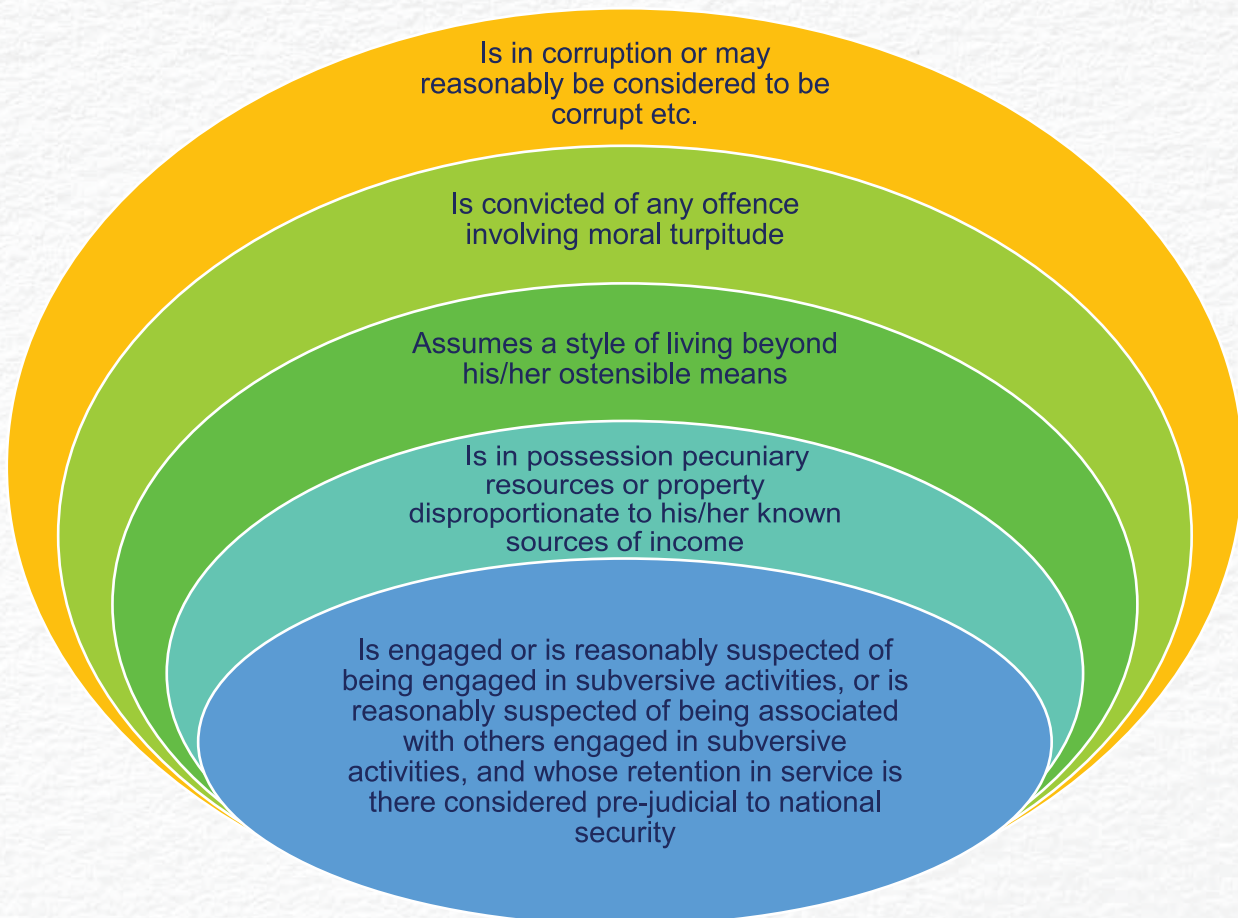 Is in corruption or may
reasonably be considered to be
corrupt etc.
Is convicted of any offence
involving moral turpitude
Assumes a style of living beyond
his/her ostensible means
Is in possession pecuniary
resources or property
disproportionate to his/her known
sources of income
Is engaged or is reasonably suspected of
being engaged in subversive activities, or is
reasonably suspected of being associated
with others engaged in subversive
activities, and whose retention in service is
there considered pre-judicial to national
security